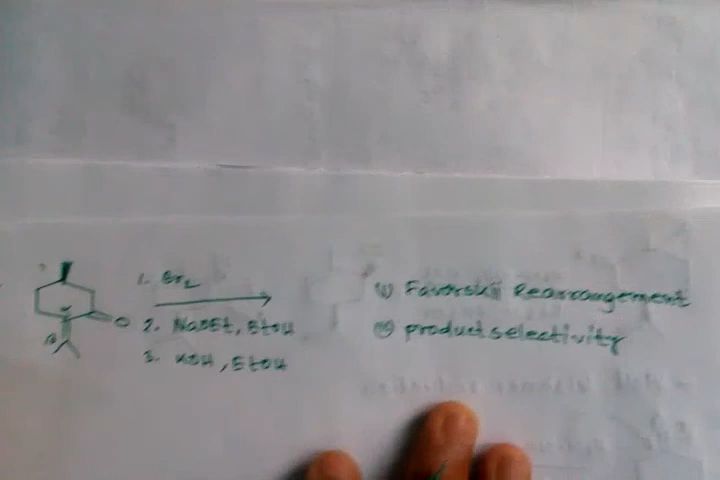 1. Br2
2. NaOEt, EtOH
3. KOH, EtOH
O
(i) Favorskii Rearrangement
(ii) product selectivity